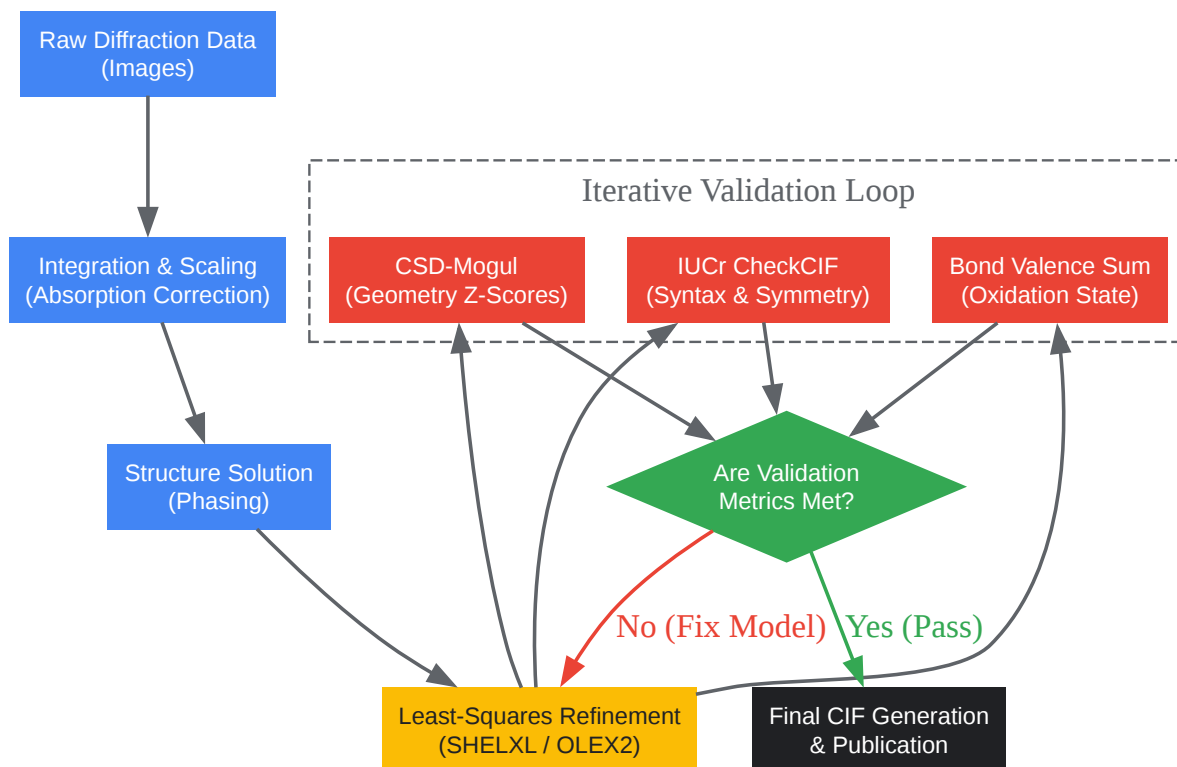 Raw Diffraction Data
(Images)
Iterative Validation Loop
Integration & Scaling
(Absorption Correction)
CSD-Mogul
(Geometry Z-Scores)
IUCr CheckCIF
(Syntax & Symmetry)
Bond Valence Sum
(Oxidation State)
Structure Solution
(Phasing)
Are Validation
Metrics Met?
No (Fix Model)
Yes (Pass)
Least-Squares Refinement
(SHELXL / OLEX2)
Final CIF Generation
& Publication